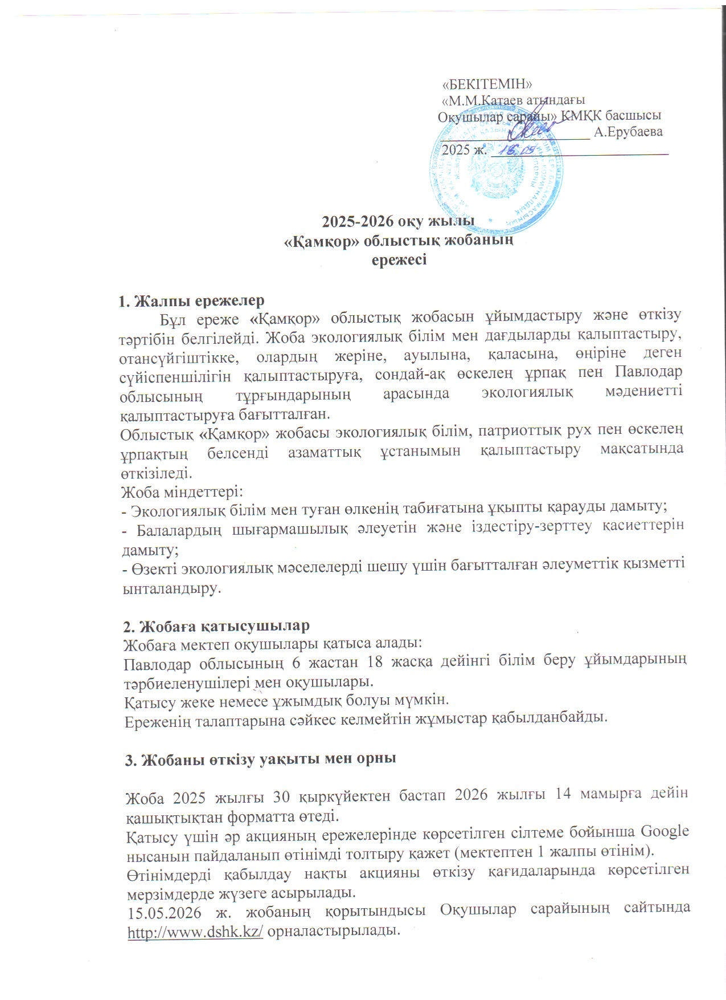 «БЕКІТЕМІН»
«М.М.Катаев атындағы
Оқушылар сарайы» КМҚК басшысы
____________________ А.Ерубаева
2025 ж. 18.09
2025-2026 оқу жылы
«Қамқор» облыстық жобаның
ережесі
1. Жалпы ережелер
Бұл ереже «Қамқор» облыстық жобасын ұйымдастыру және өткізу
тәртібін белгілейді. Жоба экологиялық білім мен дағдыларды қалыптастыру,
отансүйгіштікке, олардың жеріне, ауылына, қаласына, өңіріне деген
сүйіспеншілігін қалыптастыруға, сондай-ақ өскелең ұрпақ пен Павлодар
облысының тұрғындарының арасында экологиялық мәдениетті
қалыптастыруға бағытталған.
Облыстық «Қамқор» жобасы экологиялық білім, патриоттық рух пен өскелең
ұрпақтың белсенді азаматтық ұстанымын қалыптастыру мақсатында
өткізіледі.
Жоба міндеттері:
- Экологиялық білім мен туған өлкенің табиғатына ұқыпты қарауды дамыту;
- Балалардың шығармашылық әлеуетін және іздестіру-зерттеу қасиеттерін
дамыту;
- Өзекті экологиялық мәселелерді шешу үшін бағытталған әлеуметтік қызметті
ынталандыру.
2. Жобаға қатысушылар
Жобаға мектеп оқушылары қатыса алады:
Павлодар облысының 6 жастан 18 жасқа дейінгі білім беру ұйымдарының
тәрбиеленушілері мен оқушылары.
Қатысу жеке немесе ұжымдық болуы мүмкін.
Ереженің талаптарына сәйкес келмейтін жұмыстар қабылданбайды.
3. Жобаны өткізу уақыты мен орны
Жоба 2025 жылғы 30 қыркүйектен бастап 2026 жылғы 14 мамырға дейін
қашықтықтан форматта өтеді.
Қатысу үшін әр акцияның ережелерінде көрсетілген сілтеме бойынша Google
нысанын пайдаланып өтінімді толтыру қажет (мектептен 1 жалпы өтінім).
Өтінімдерді қабылдау нақты акцияны өткізу қағидаларында көрсетілген
мерзімдерде жүзеге асырылады.
15.05.2026 ж. жобаның қорытындысы Оқушылар сарайының сайтында
http://www.dshk.kz/ орналастырылады.